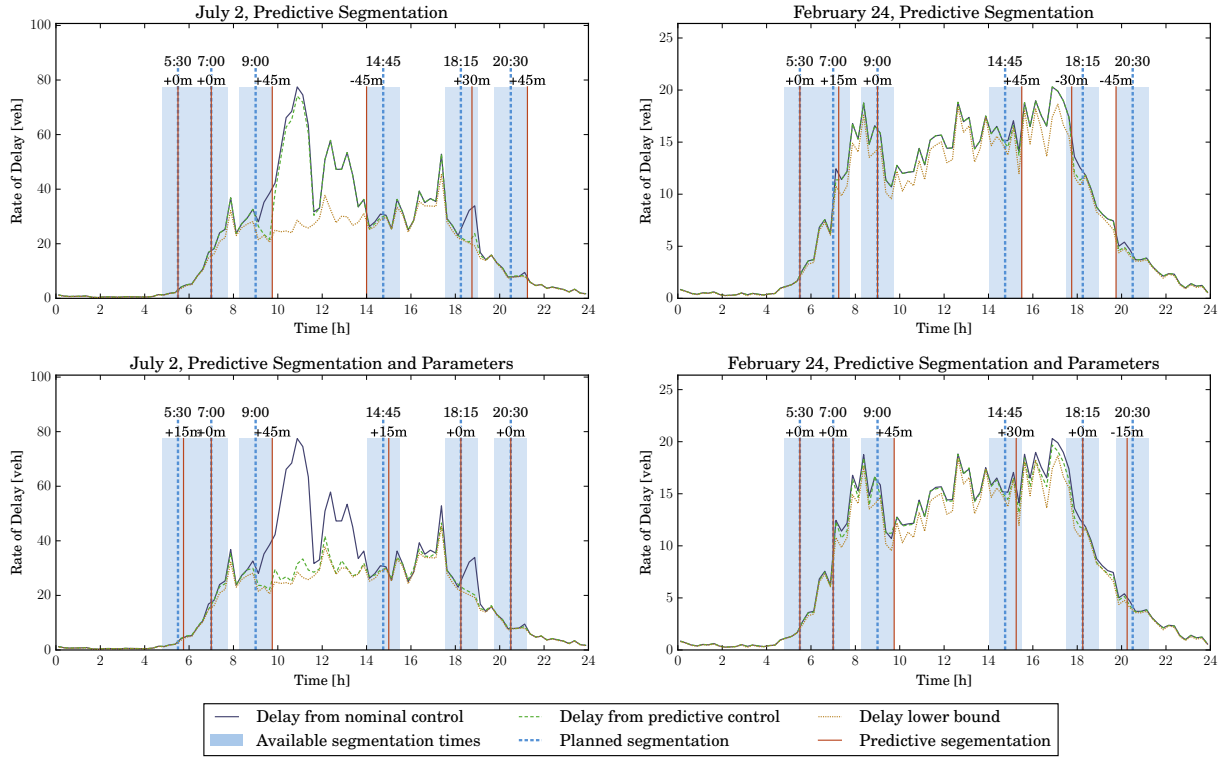 July 2, Predictive Segmentation
100
80
60
40
20
0
Rate of Delay [veh]
5:30 7:00 9:00 14:45 18:15 20:30
+0m +0m +45m -45m +30m +45m
0 2 4 6 8 10 12 14 16 18 20 22 24
Time [h]
February 24, Predictive Segmentation
25
20
15
10
5
0
Rate of Delay [veh]
5:30 7:00 9:00 14:45 18:15 20:30
+0m +15m +0m +45m -30m -45m
0 2 4 6 8 10 12 14 16 18 20 22 24
Time [h]
July 2, Predictive Segmentation and Parameters
100
80
60
40
20
0
Rate of Delay [veh]
5:30 7:00 9:00 14:45 18:15 20:30
+15m +0m +45m +15m +0m +0m
0 2 4 6 8 10 12 14 16 18 20 22 24
Time [h]
February 24, Predictive Segmentation and Parameters
25
20
15
10
5
0
Rate of Delay [veh]
5:30 7:00 9:00 14:45 18:15 20:30
+0m +0m +45m +30m +0m -15m
0 2 4 6 8 10 12 14 16 18 20 22 24
Time [h]
Delay from nominal control Delay from predictive control Delay lower bound
Available segmentation times Planned segmentation Predictive segementation